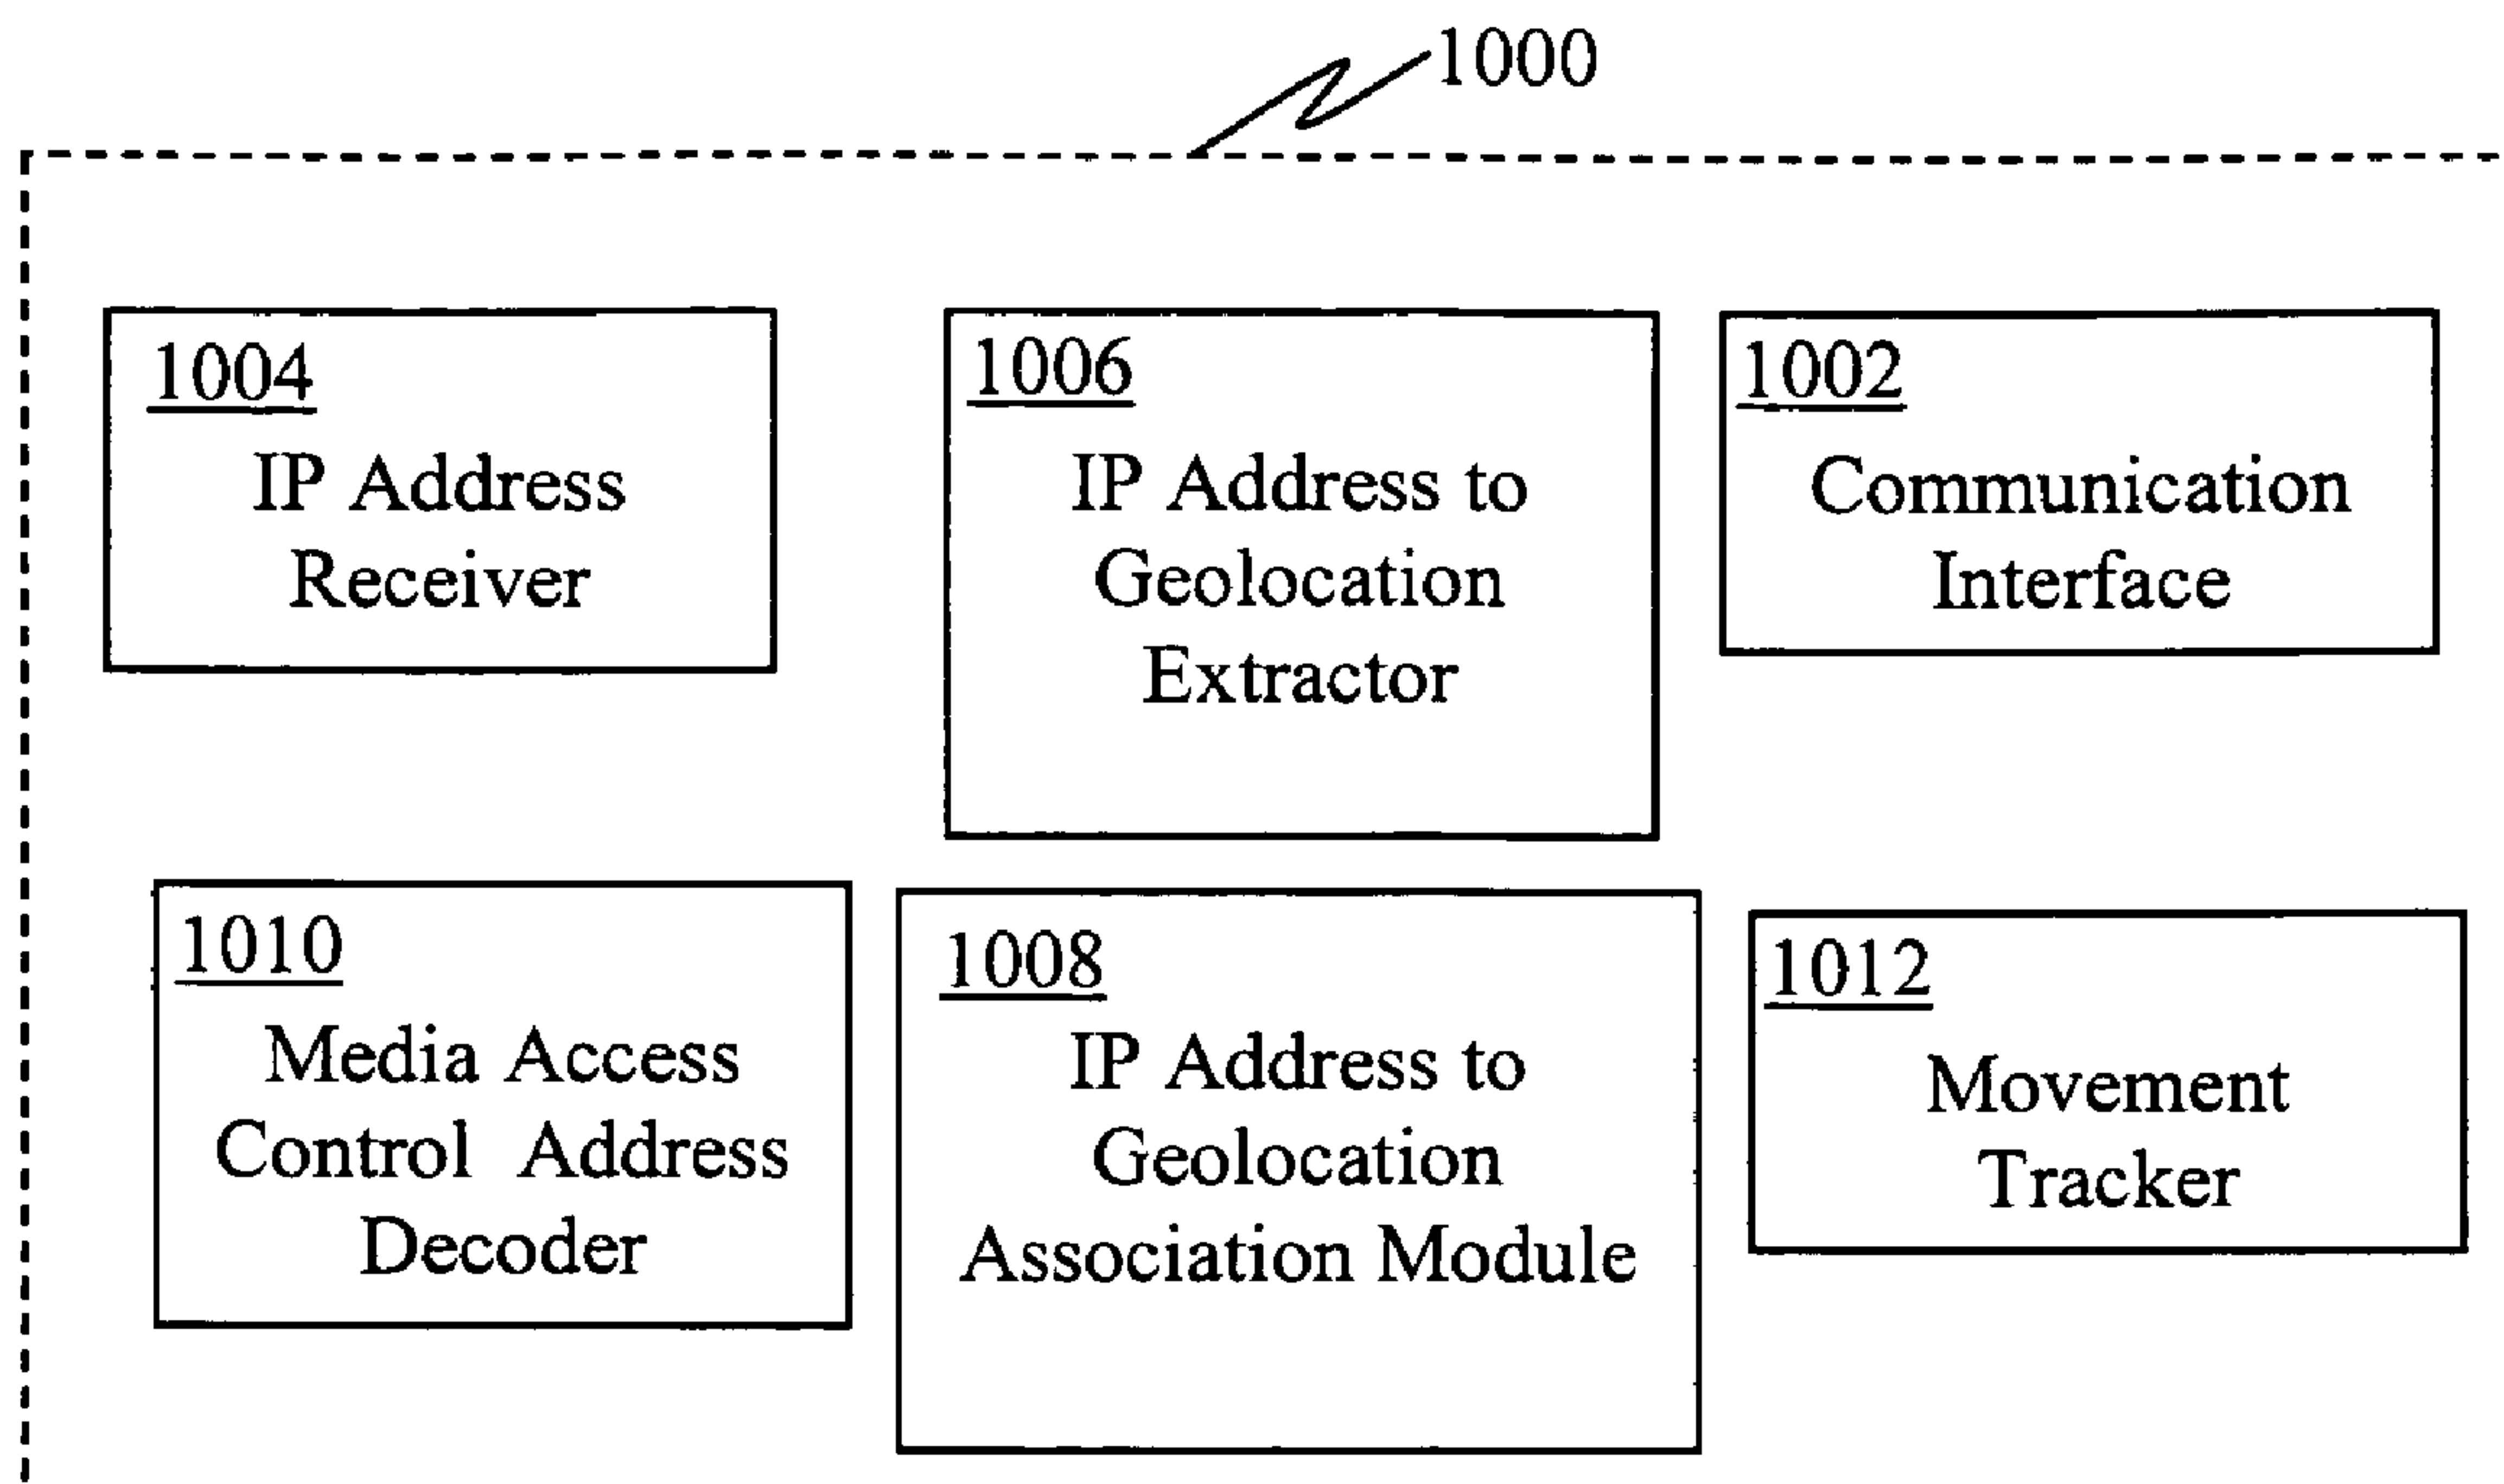 1000
1004
IP Address
Receiver
1006
IP Address to
Geolocation
Extractor
1002
Communication
Interface
1010
Media Access
Control Address
Decoder
1008
IP Address to
Geolocation
Association Module
1012
Movement
Tracker